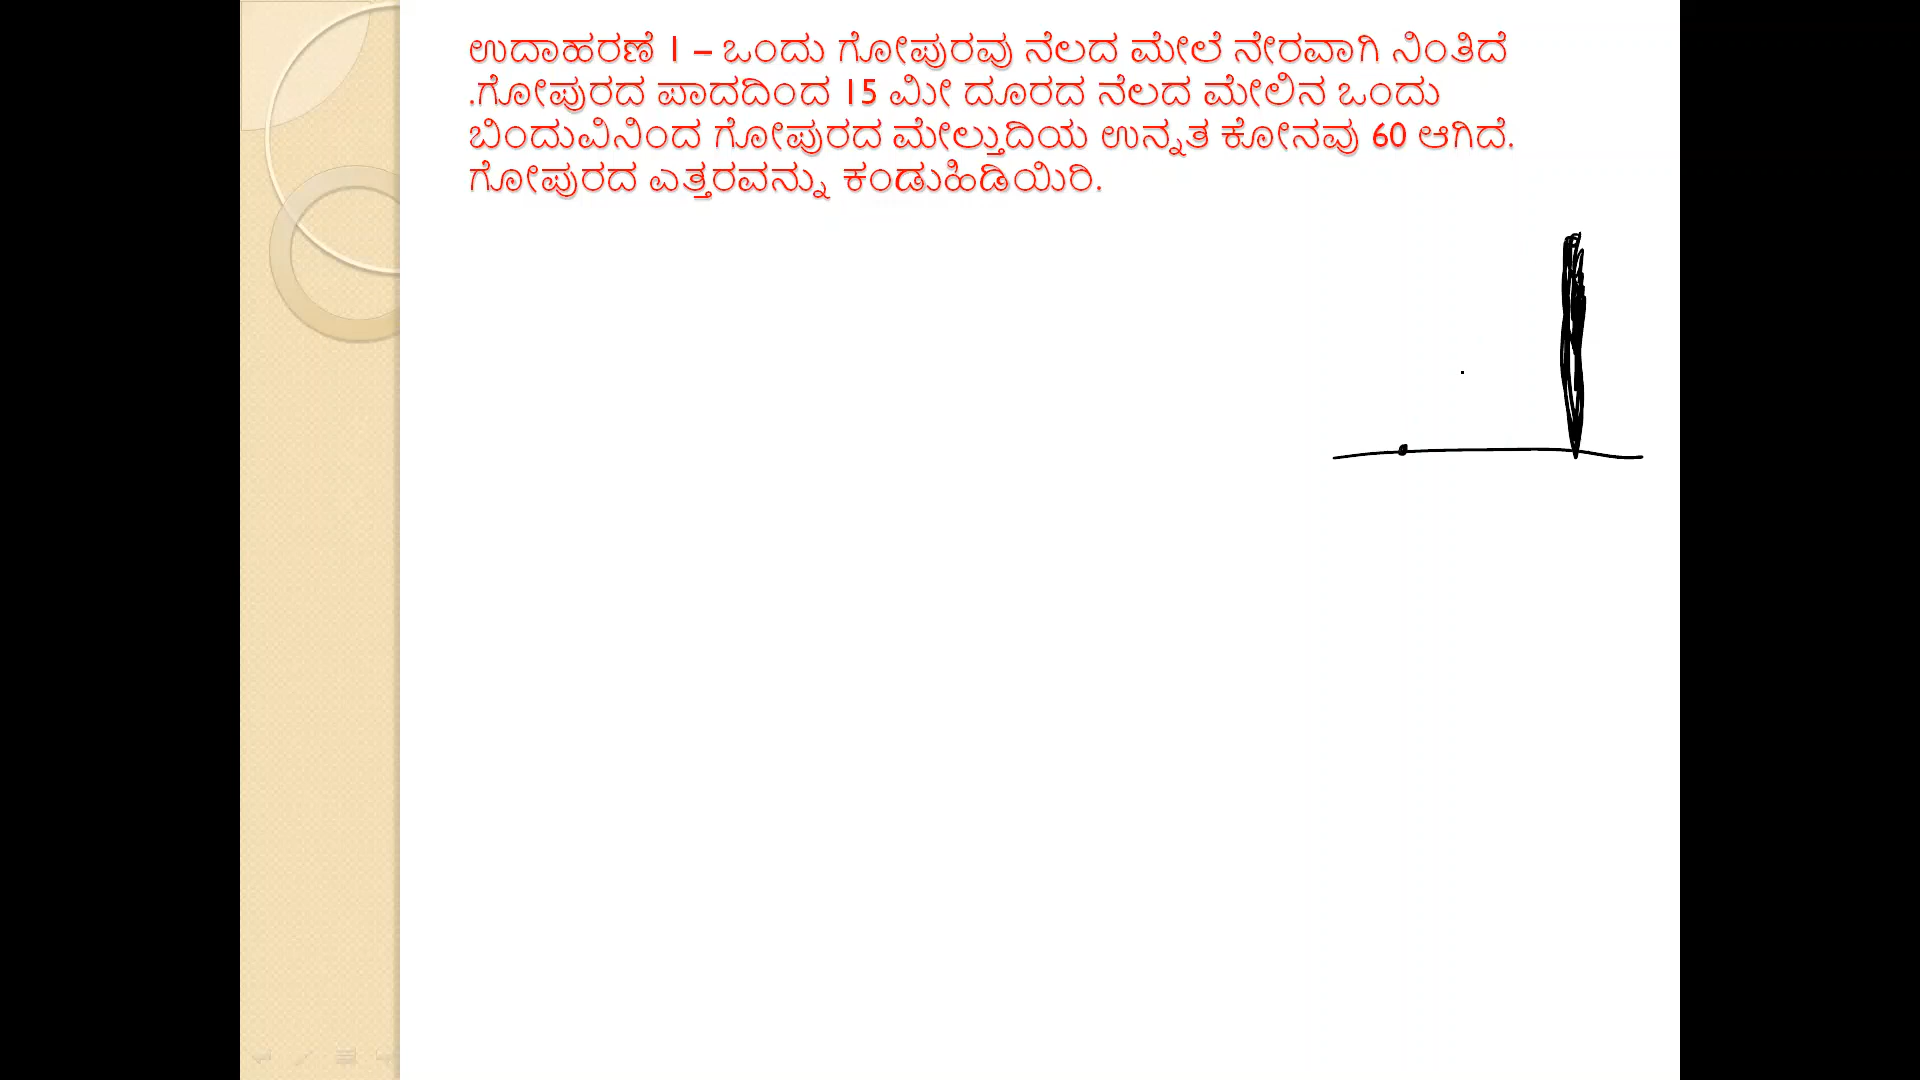 ಉದಾಹರಣೆ 1 – ಒಂದು ಗೋಪುರವು ನೆಲದ ಮೇಲೆ ನೇರವಾಗಿ ನಿಂತಿದೆ
.ಗೋಪುರದ ಪಾದದಿಂದ 15 ಮೀ ದೂರದ ನೆಲದ ಮೇಲಿನ ಒಂದು
ಬಿಂದುವಿನಿಂದ ಗೋಪುರದ ಮೇಲ್ತುದಿಯ ಉನ್ನತ ಕೋನವು 60 ಆಗಿದೆ.
ಗೋಪುರದ ಎತ್ತರವನ್ನು ಕಂಡುಹಿಡಿಯಿರಿ.